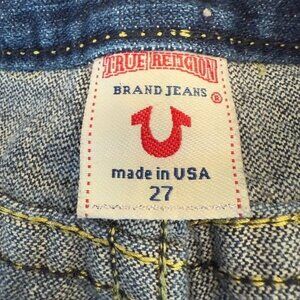 TRUE RELIGION
BRAND JEANS ®
made in USA
27